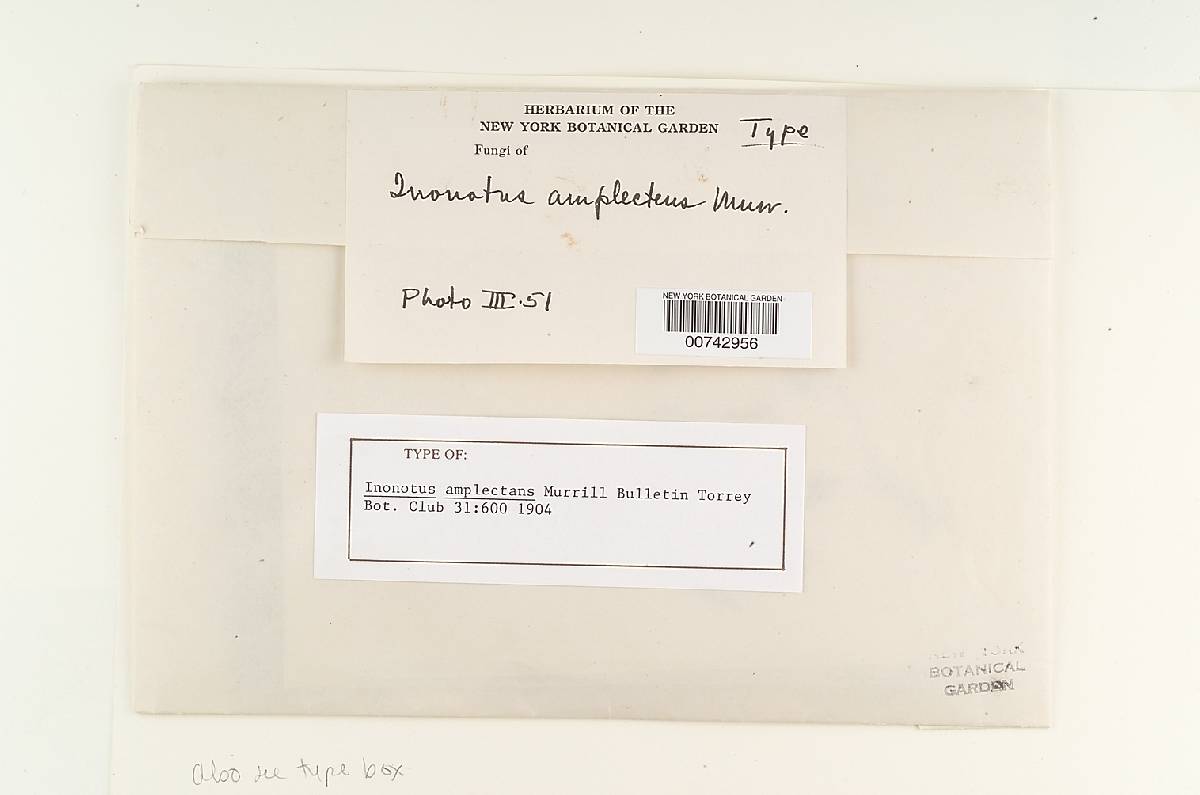 HERBARIUM OF THE
NEW YORK BOTANICAL GARDEN
Type
Fungi of
Inonotus amplectens Murr.
Photo III.51
NEW YORK BOTANICAL GARDEN
00742956
TYPE OF:
Inonotus amplectans Murrill Bulletin Torrey
Bot. Club 31:600 1904
NEW YORK
BOTANICAL
GARDEN
also see type box